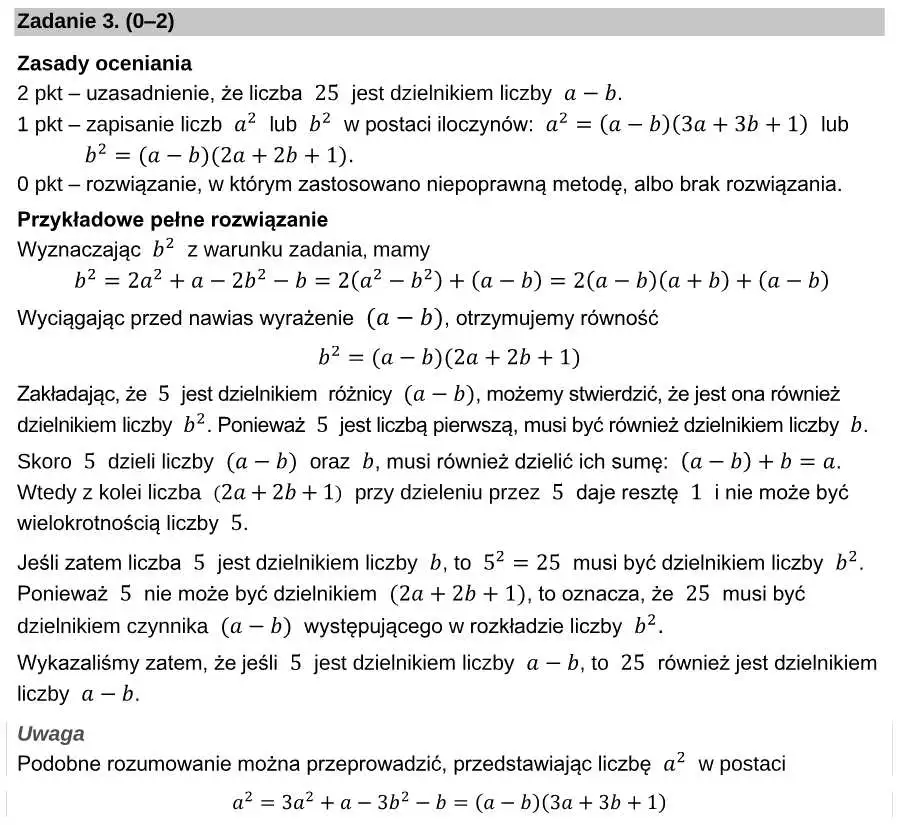 Zadanie 3. (0–2)
Zasady oceniania
2 pkt – uzasadnienie, że liczba 25 jest dzielnikiem liczby a − b.
1 pkt – zapisanie liczb a² lub b² w postaci iloczynów: a² = (a − b)(3a + 3b + 1) lub
b² = (a − b)(2a + 2b + 1).
0 pkt – rozwiązanie, w którym zastosowano niepoprawną metodę, albo brak rozwiązania.
Przykładowe pełne rozwiązanie
Wyznaczając b² z warunku zadania, mamy
b² = 2a² + a − 2b² − b = 2(a² − b²) + (a − b) = 2(a − b)(a + b) + (a − b)
Wyciągając przed nawias wyrażenie (a − b), otrzymujemy równość
b² = (a − b)(2a + 2b + 1)
Zakładając, że 5 jest dzielnikiem różnicy (a − b), możemy stwierdzić, że jest ona również
dzielnikiem liczby b². Ponieważ 5 jest liczbą pierwszą, musi być również dzielnikiem liczby b.
Skoro 5 dzieli liczby (a − b) oraz b, musi również dzielić ich sumę: (a − b) + b = a.
Wtedy z kolei liczba (2a + 2b + 1) przy dzieleniu przez 5 daje resztę 1 i nie może być
wielokrotnością liczby 5.
Jeśli zatem liczba 5 jest dzielnikiem liczby b, to 5² = 25 musi być dzielnikiem liczby b².
Ponieważ 5 nie może być dzielnikiem (2a + 2b + 1), to oznacza, że 25 musi być
dzielnikiem czynnika (a − b) występującego w rozkładzie liczby b².
Wykazaliśmy zatem, że jeśli 5 jest dzielnikiem liczby a − b, to 25 również jest dzielnikiem
liczby a − b.
Uwaga
Podobne rozumowanie można przeprowadzić, przedstawiając liczbę a² w postaci
a² = 3a² + a − 3b² − b = (a − b)(3a + 3b + 1)